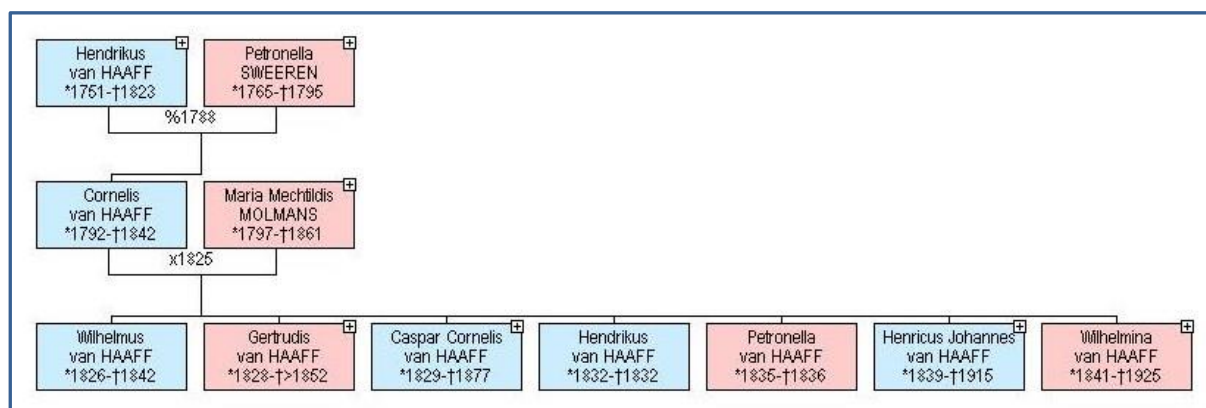 Hendrikus
van HAAFF
*1751-†1823
Petronella
SWEEREN
*1765-†1795
%1788
Cornelis
van HAAFF
*1792-†1842
Maria Mechtildis
MOLMANS
*1797-†1861
x1825
Wilhelmus
van HAAFF
*1826-†1842
Gertrudis
van HAAFF
*1828-†>1852
Caspar Cornelis
van HAAFF
*1829-†1877
Hendrikus
van HAAFF
*1832-†1832
Petronella
van HAAFF
*1835-†1836
Henricus Johannes
van HAAFF
*1839-†1915
Wilhelmina
van HAAFF
*1841-†1925